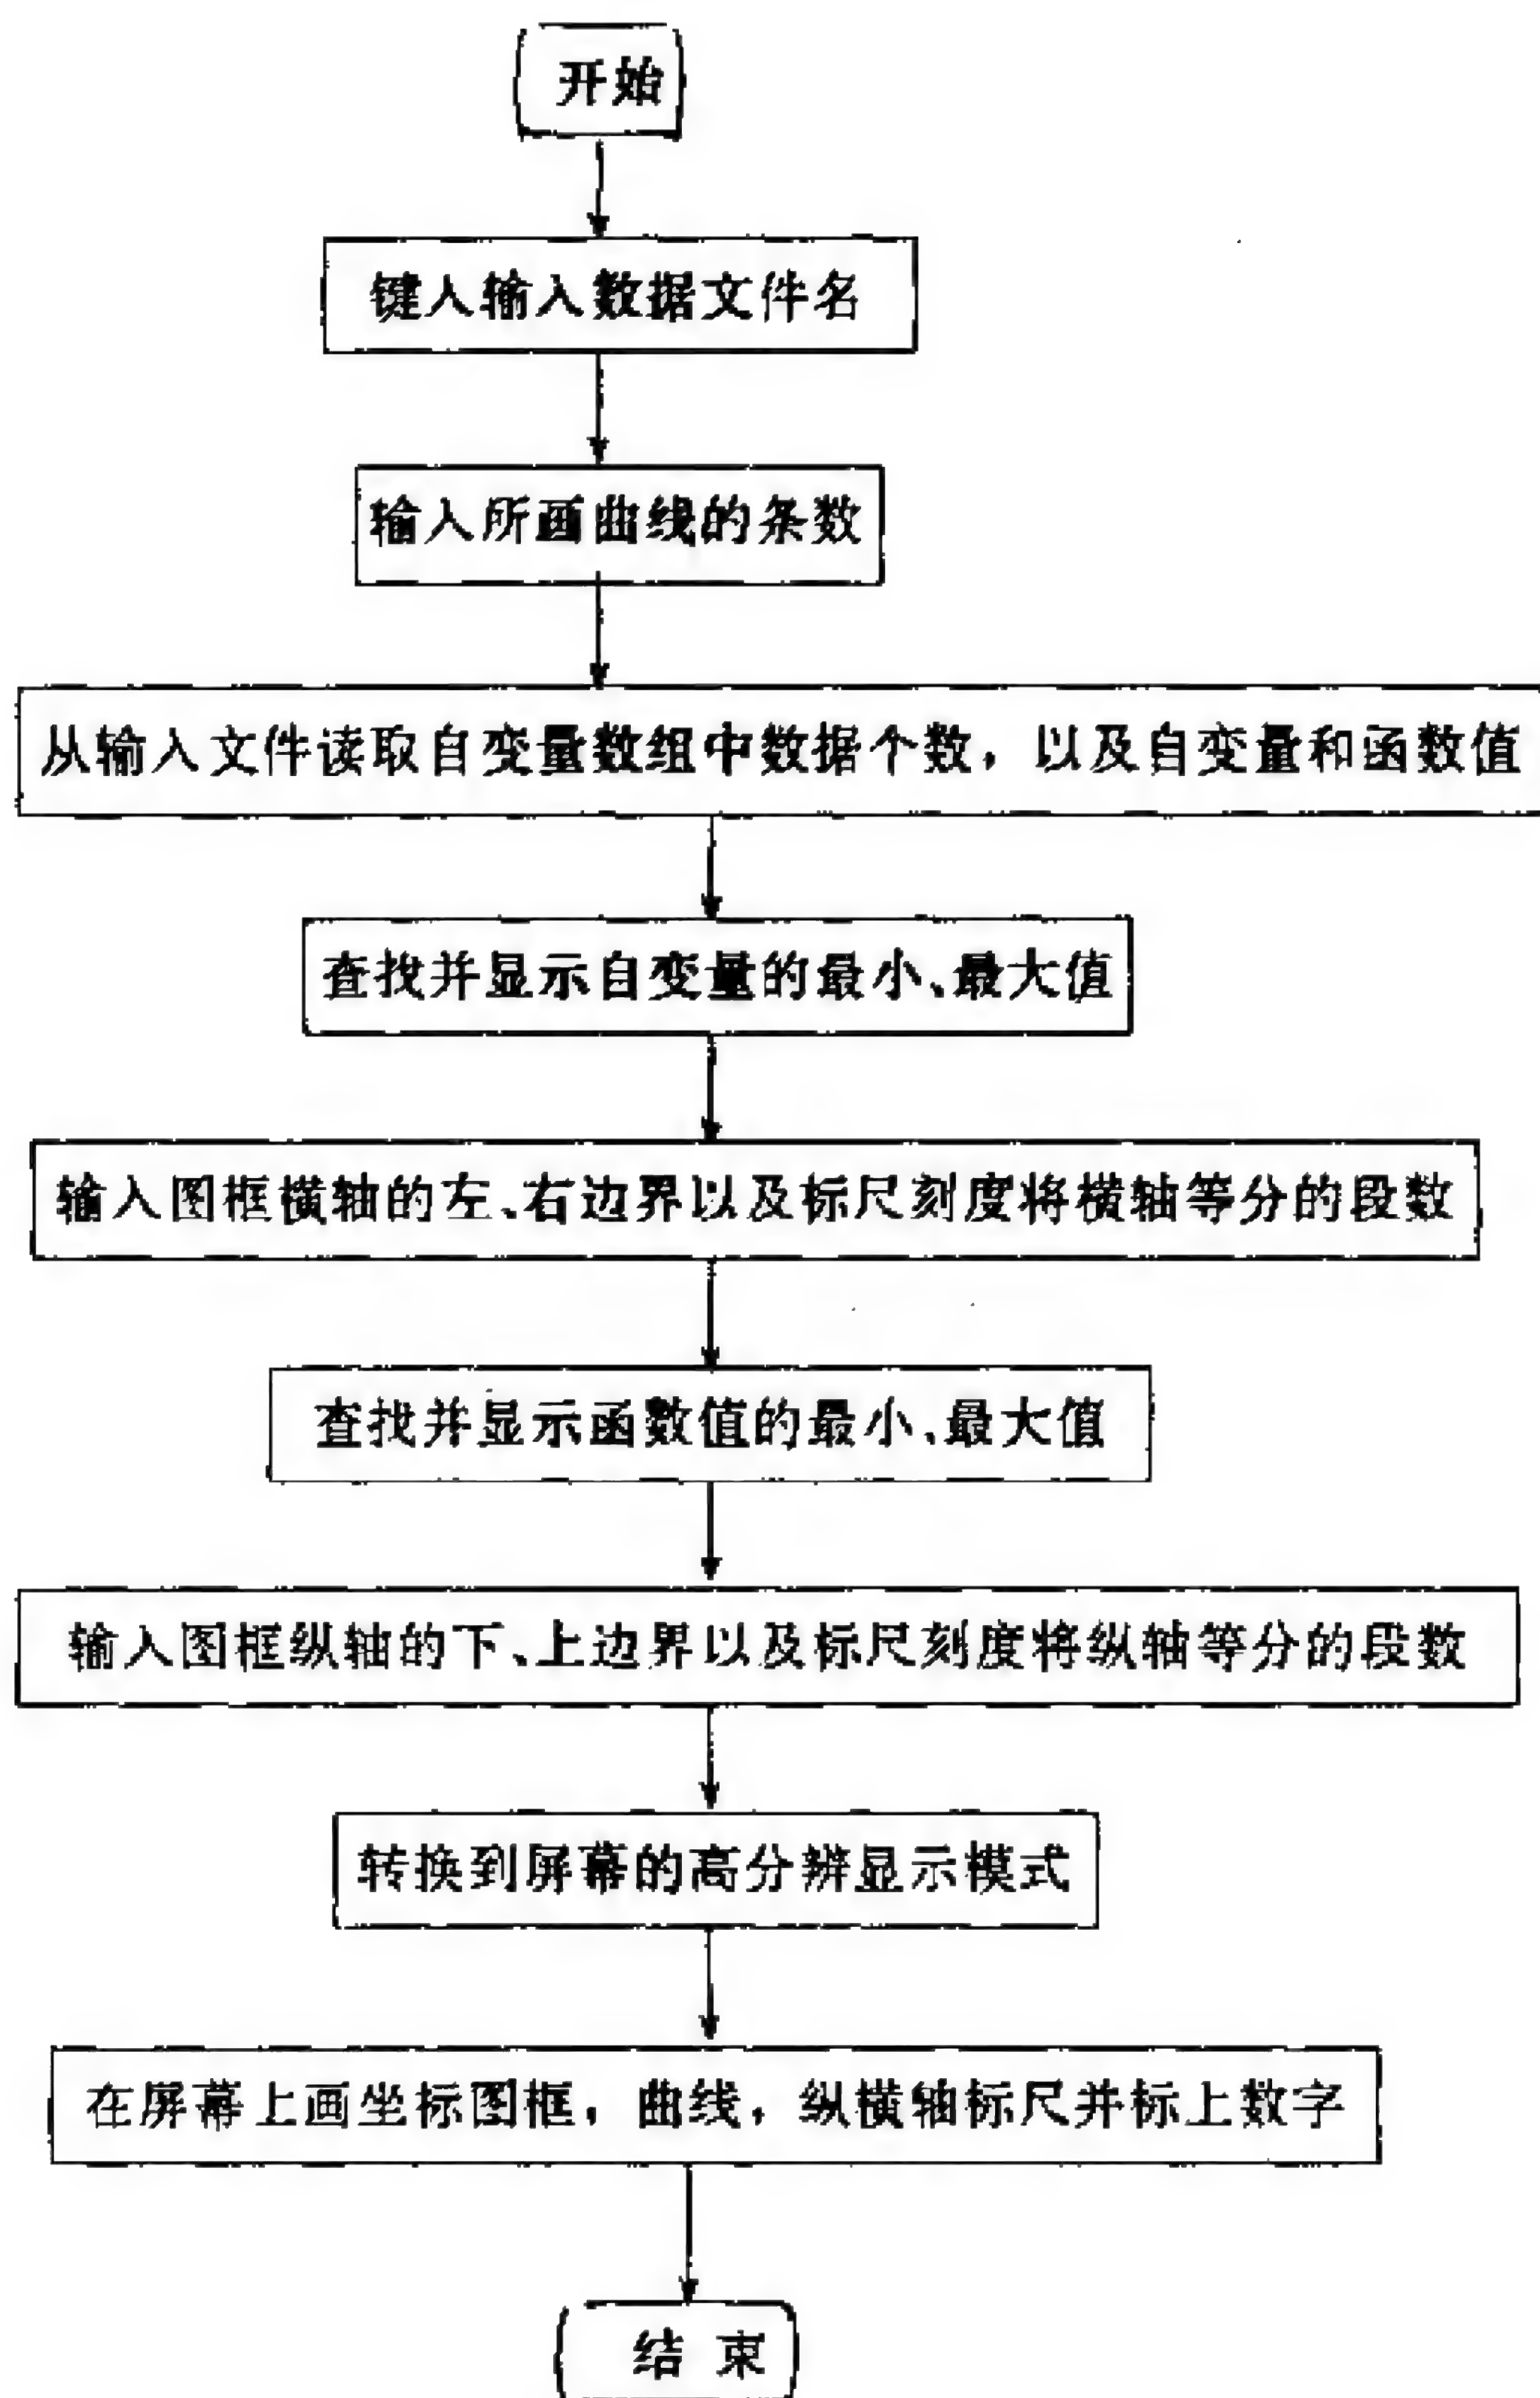 开始
键入输入数据文件名
输入所画曲线的条数
从输入文件读取自变量数组中数据个数，以及自变量和函数值
查找并显示自变量的最小、最大值
输入图框横轴的左、右边界以及标尺刻度将横轴等分的段数
查找并显示函数值的最小、最大值
输入图框纵轴的下、上边界以及标尺刻度将纵轴等分的段数
转换到屏幕的高分辨显示模式
在屏幕上画坐标图框，曲线，纵横轴标尺并标上数字
结 束